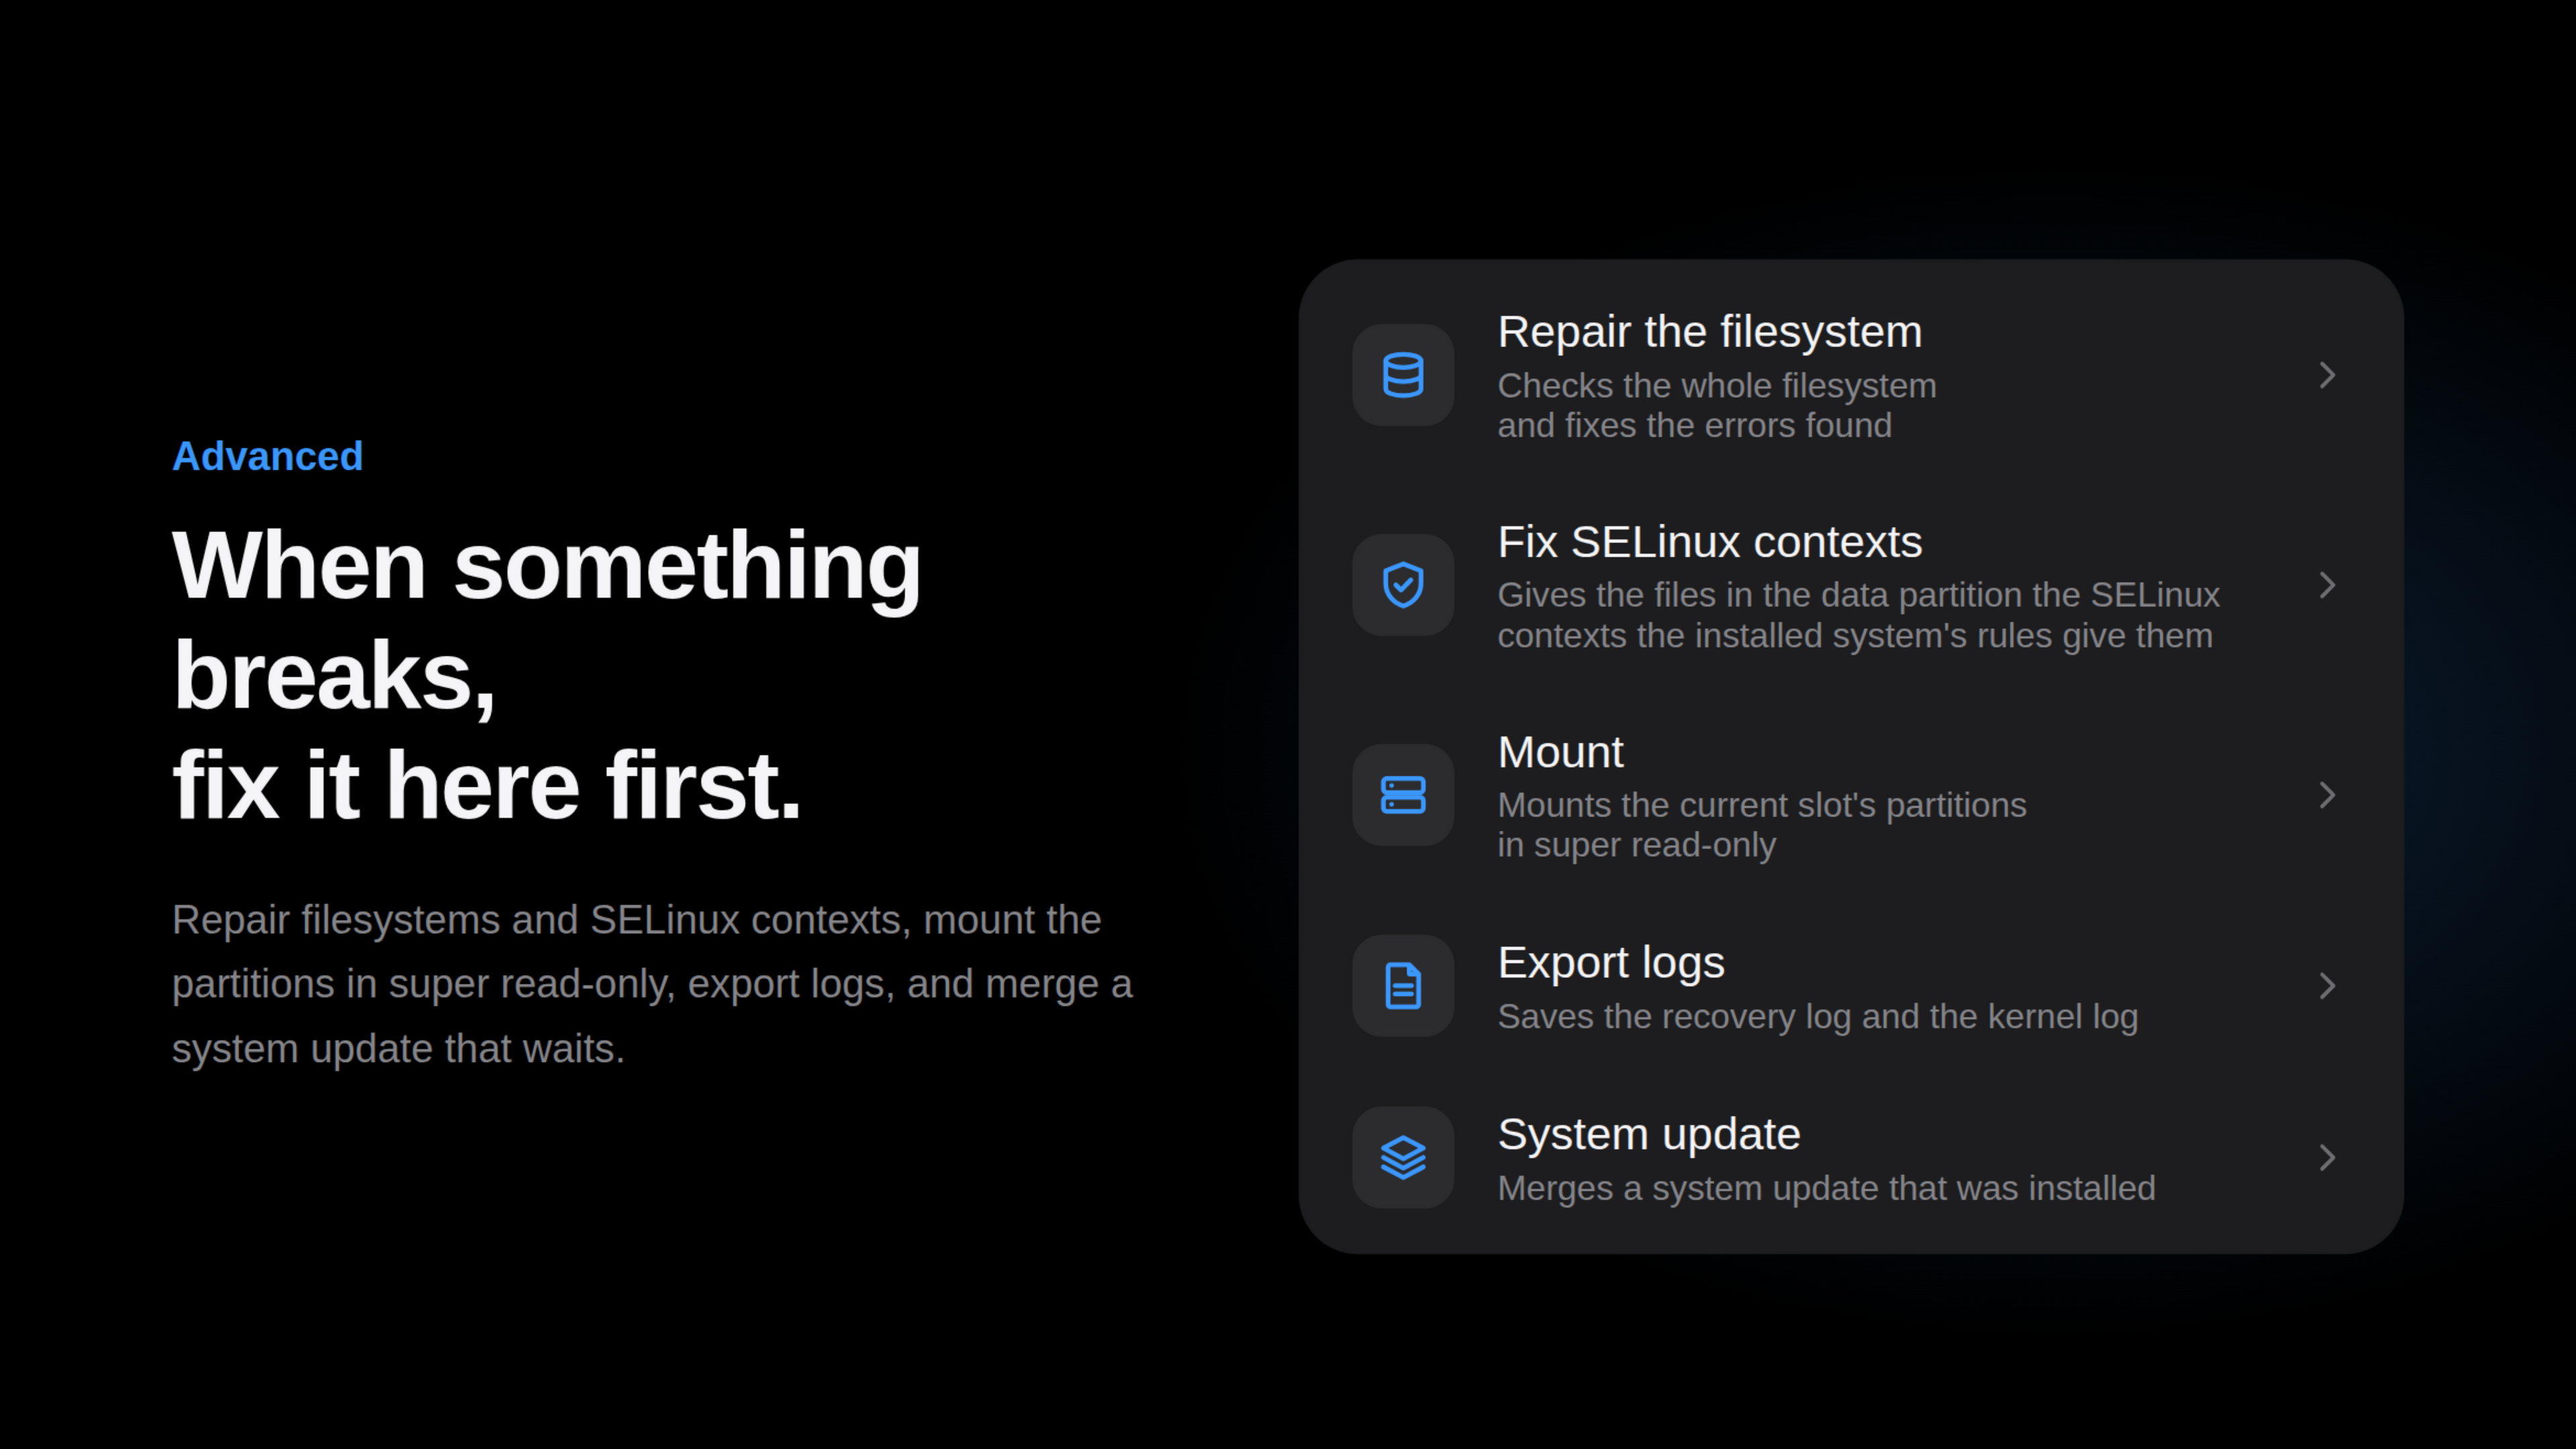 Advanced
When something
breaks,
fix it here first.
Repair filesystems and SELinux contexts, mount the
partitions in super read-only, export logs, and merge a
system update that waits.
Repair the filesystem
Checks the whole filesystem
and fixes the errors found
Fix SELinux contexts
Gives the files in the data partition the SELinux
contexts the installed system's rules give them
Mount
Mounts the current slot's partitions
in super read-only
Export logs
Saves the recovery log and the kernel log
System update
Merges a system update that was installed